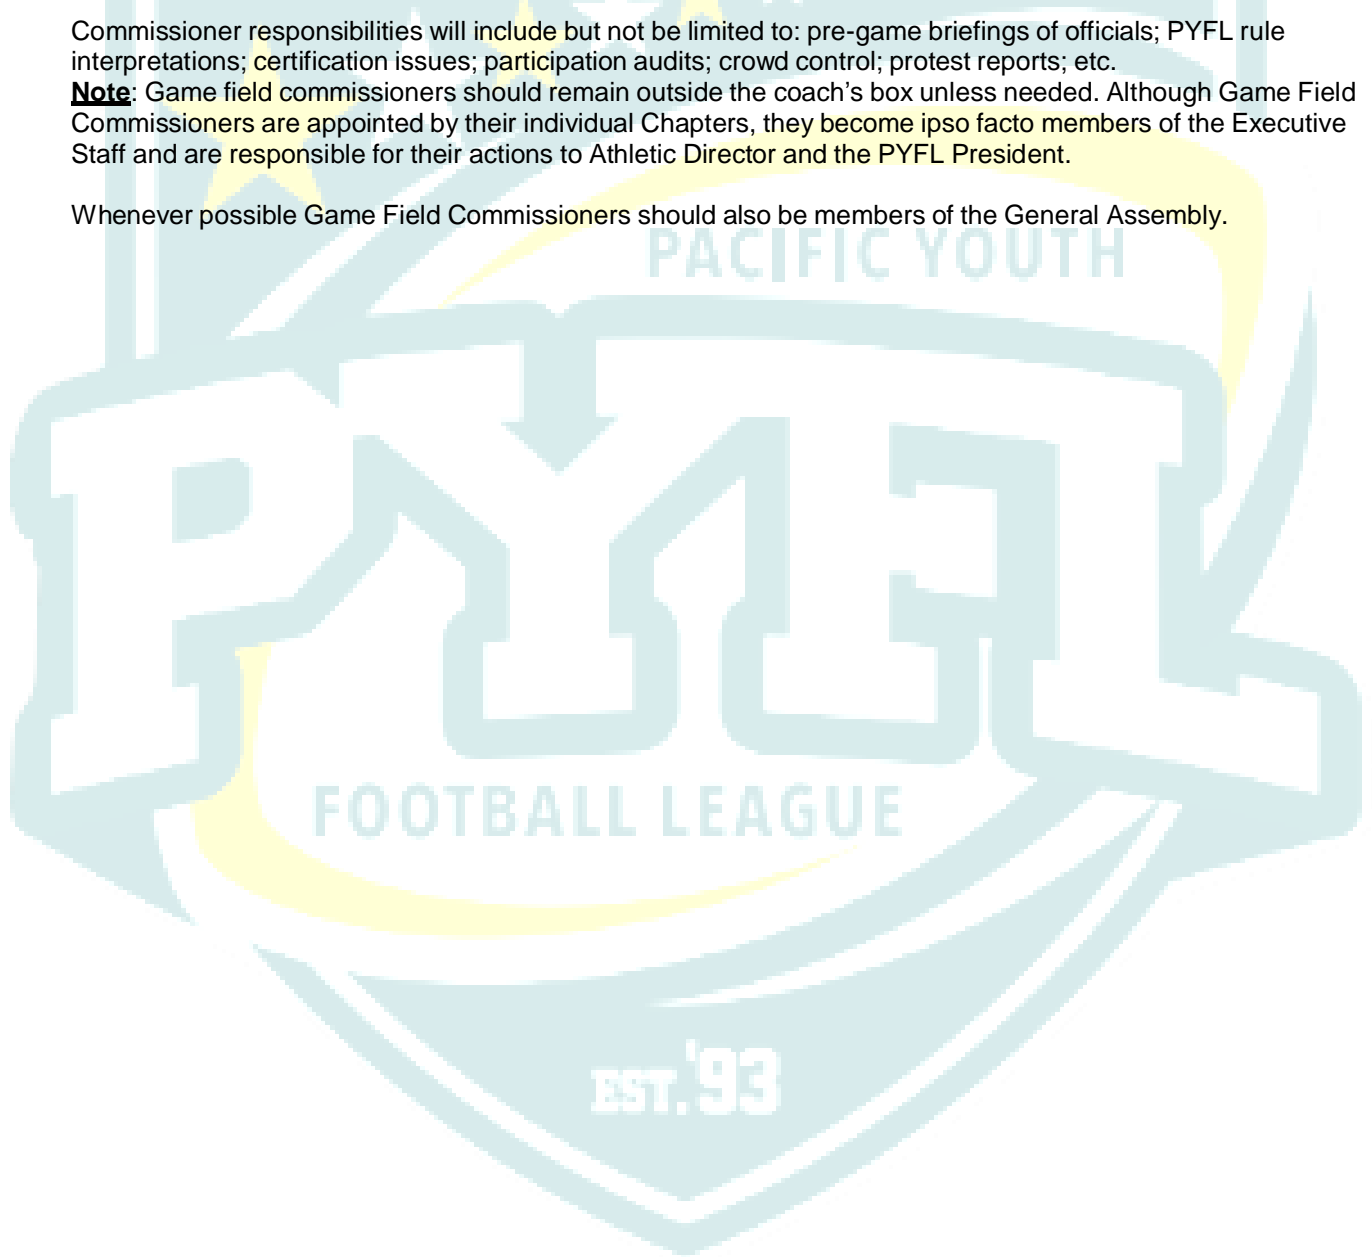 Commissioner responsibilities will include but not be limited to: pre-game briefings of officials; PYFL rule
interpretations; certification issues; participation audits; crowd control; protest reports; etc.
Note: Game field commissioners should remain outside the coach's box unless needed. Although Game Field
Commissioners are appointed by their individual Chapters, they become ipso facto members of the Executive
Staff and are responsible for their actions to Athletic Director and the PYFL President.
Whenever possible Game Field Commissioners should also be members of the General Assembly.
PACIFIC YOUTH
PYFL
FOOTBALL LEAGUE
EST. '93